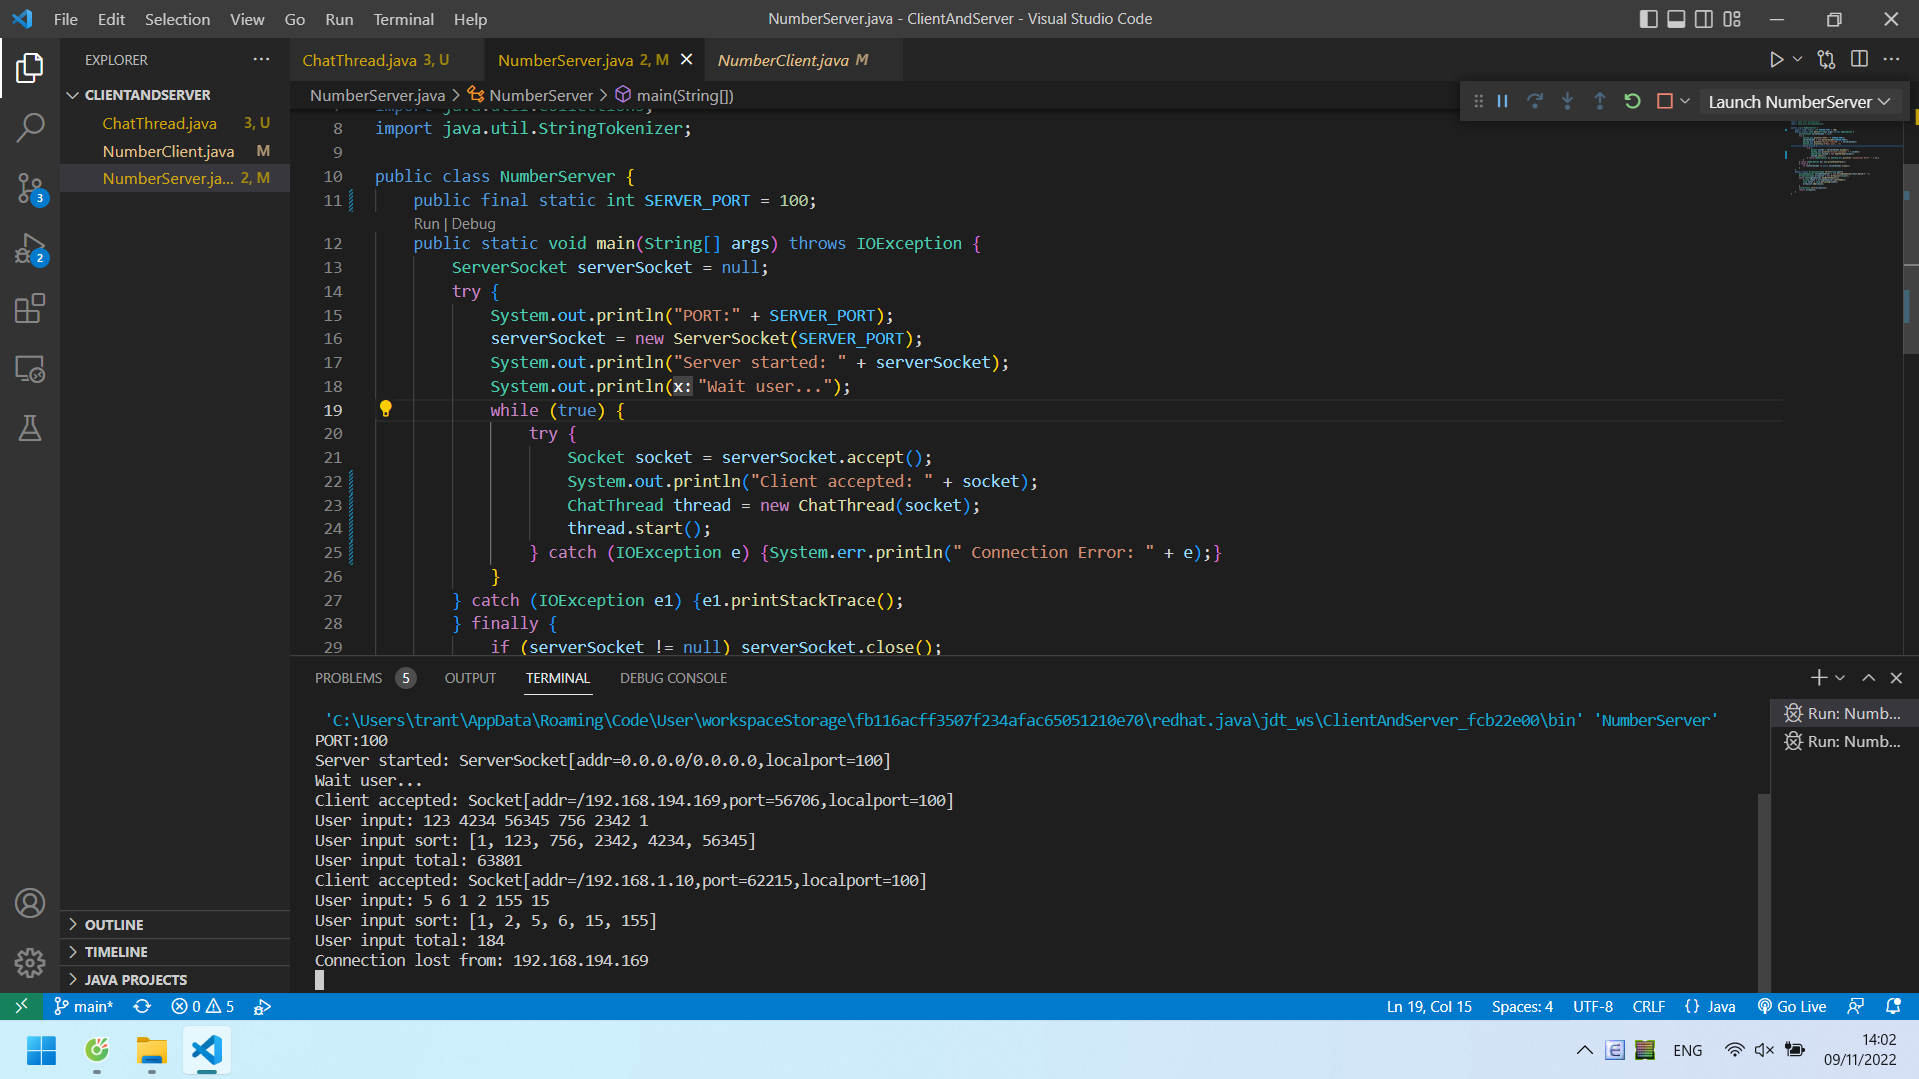 File Edit Selection View Go Run Terminal Help
NumberServer.java - ClientAndServer - Visual Studio Code
EXPLORER
CLIENTANDSERVER
ChatThread.java 3, U
NumberClient.java M
NumberServer.ja... 2, M
3
2
OUTLINE
TIMELINE
JAVA PROJECTS
ChatThread.java 3, U
NumberServer.java 2, M
NumberClient.java M
NumberServer.java > NumberServer > main(String[])
Launch NumberServer
import java.util.Collections;
8 import java.util.StringTokenizer;
9
10 public class NumberServer {
11 public final static int SERVER_PORT = 100;
Run | Debug
12 public static void main(String[] args) throws IOException {
13 ServerSocket serverSocket = null;
14 try {
15 System.out.println("PORT:" + SERVER_PORT);
16 serverSocket = new ServerSocket(SERVER_PORT);
17 System.out.println("Server started: " + serverSocket);
18 System.out.println(x: "Wait user...");
19 while (true) {
20 try {
21 Socket socket = serverSocket.accept();
22 System.out.println("Client accepted: " + socket);
23 ChatThread thread = new ChatThread(socket);
24 thread.start();
25 } catch (IOException e) {System.err.println(" Connection Error: " + e);}
26 }
27 } catch (IOException e1) {e1.printStackTrace();
28 } finally {
29 if (serverSocket != null) serverSocket.close();
PROBLEMS 5 OUTPUT TERMINAL DEBUG CONSOLE
'C:\Users\trant\AppData\Roaming\Code\User\workspaceStorage\fb116acff3507f234afac65051210e70\redhat.java\jdt_ws\ClientAndServer_fcb22e00\bin' 'NumberServer'
PORT:100
Server started: ServerSocket[addr=0.0.0.0/0.0.0.0,localport=100]
Wait user...
Client accepted: Socket[addr=/192.168.194.169,port=56706,localport=100]
User input: 123 4234 56345 756 2342 1
User input sort: [1, 123, 756, 2342, 4234, 56345]
User input total: 63801
Client accepted: Socket[addr=/192.168.1.10,port=62215,localport=100]
User input: 5 6 1 2 155 15
User input sort: [1, 2, 5, 6, 15, 155]
User input total: 184
Connection lost from: 192.168.194.169
Run: Numb...
Run: Numb...
main* 0 5
Ln 19, Col 15 Spaces: 4 UTF-8 CRLF {} Java Go Live
ENG
14:02
09/11/2022